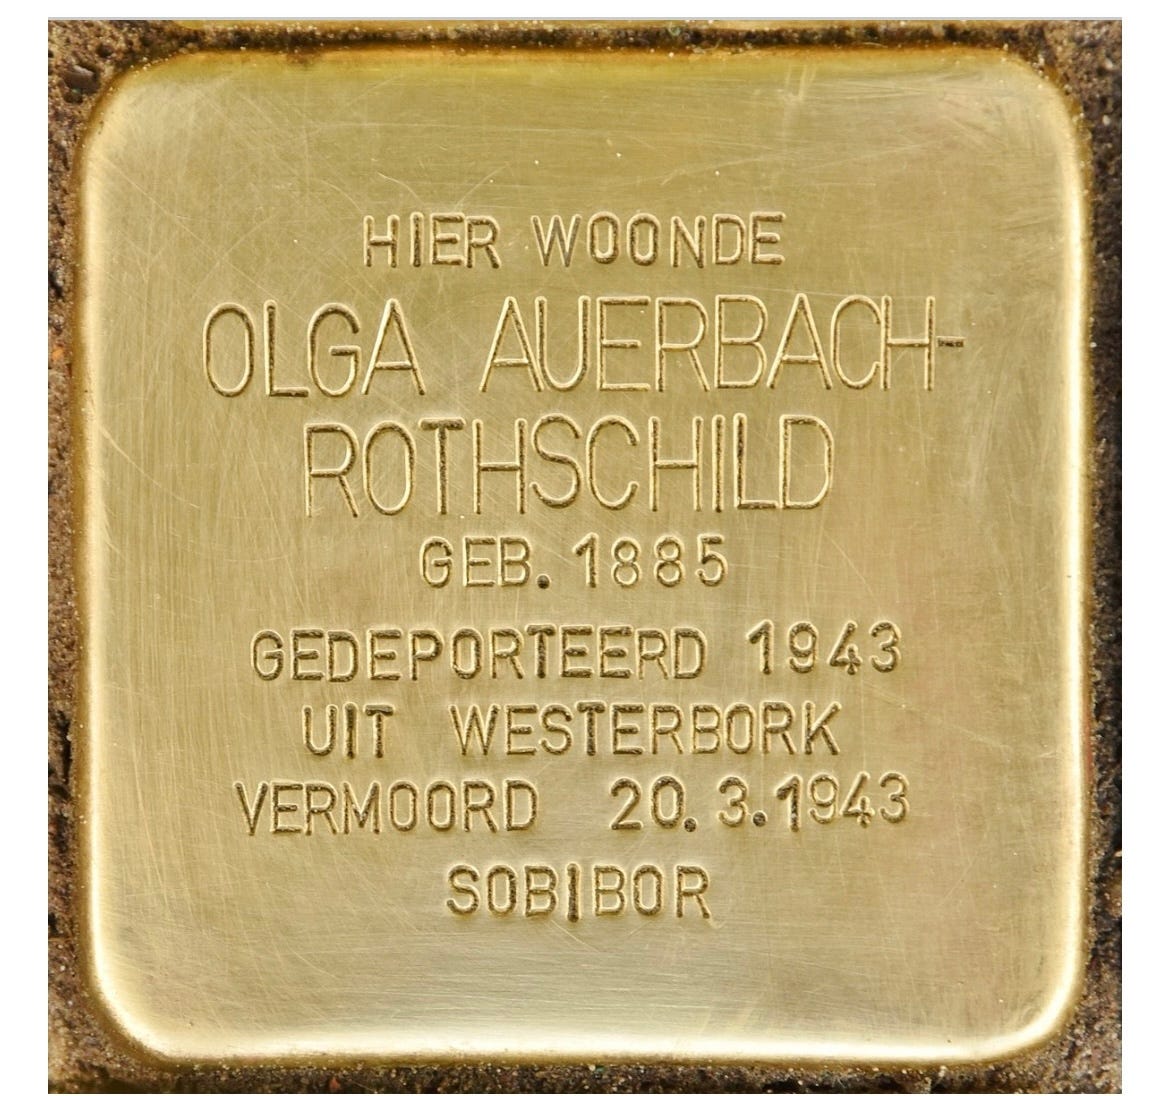 HIER WOONDE
OLGA AUERBACH-
ROTHSCHILD
GEB. 1885
GEDEPORTEERD 1943
UIT WESTERBORK
VERMOORD 20.3.1943
SOBIBOR